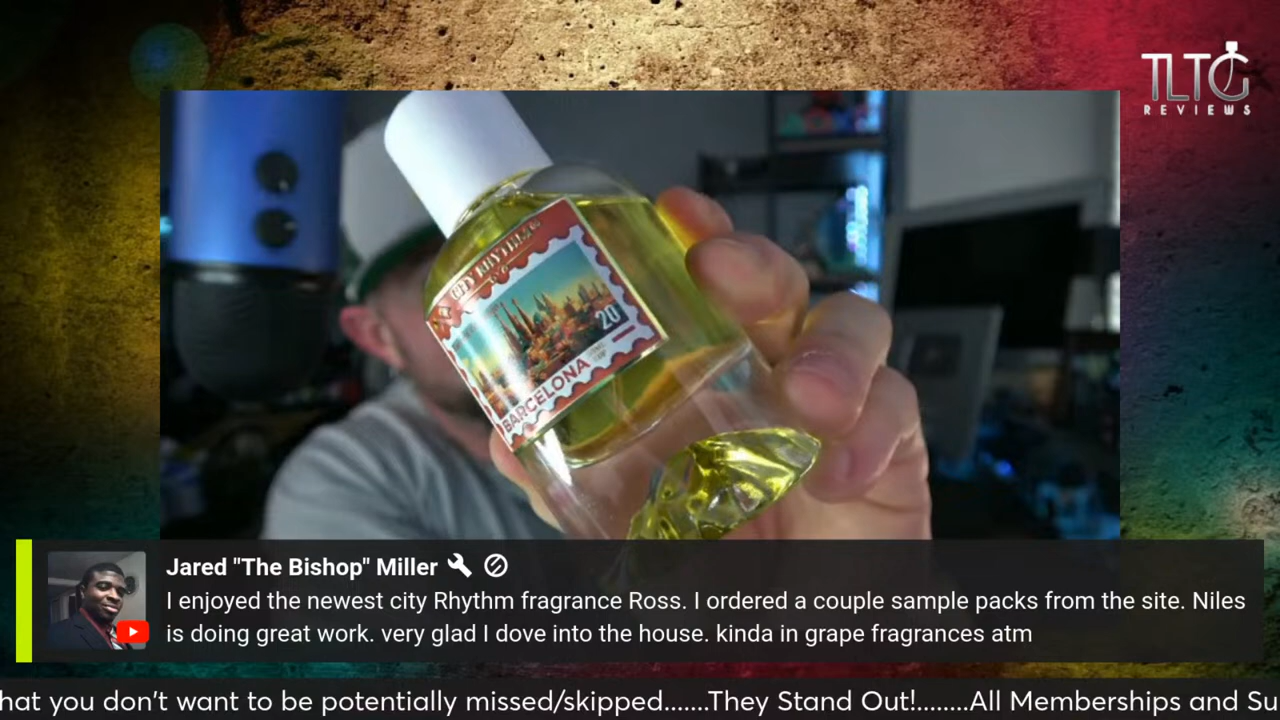 TLTG
REVIEWS
CITY RHYTHM
20
BARCELONA
Jared "The Bishop" Miller
I enjoyed the newest city Rhythm fragrance Ross. I ordered a couple sample packs from the site. Niles
is doing great work. very glad I dove into the house. kinda in grape fragrances atm
hat you don't want to be potentially missed/skipped.......They Stand Out!........All Memberships and Su